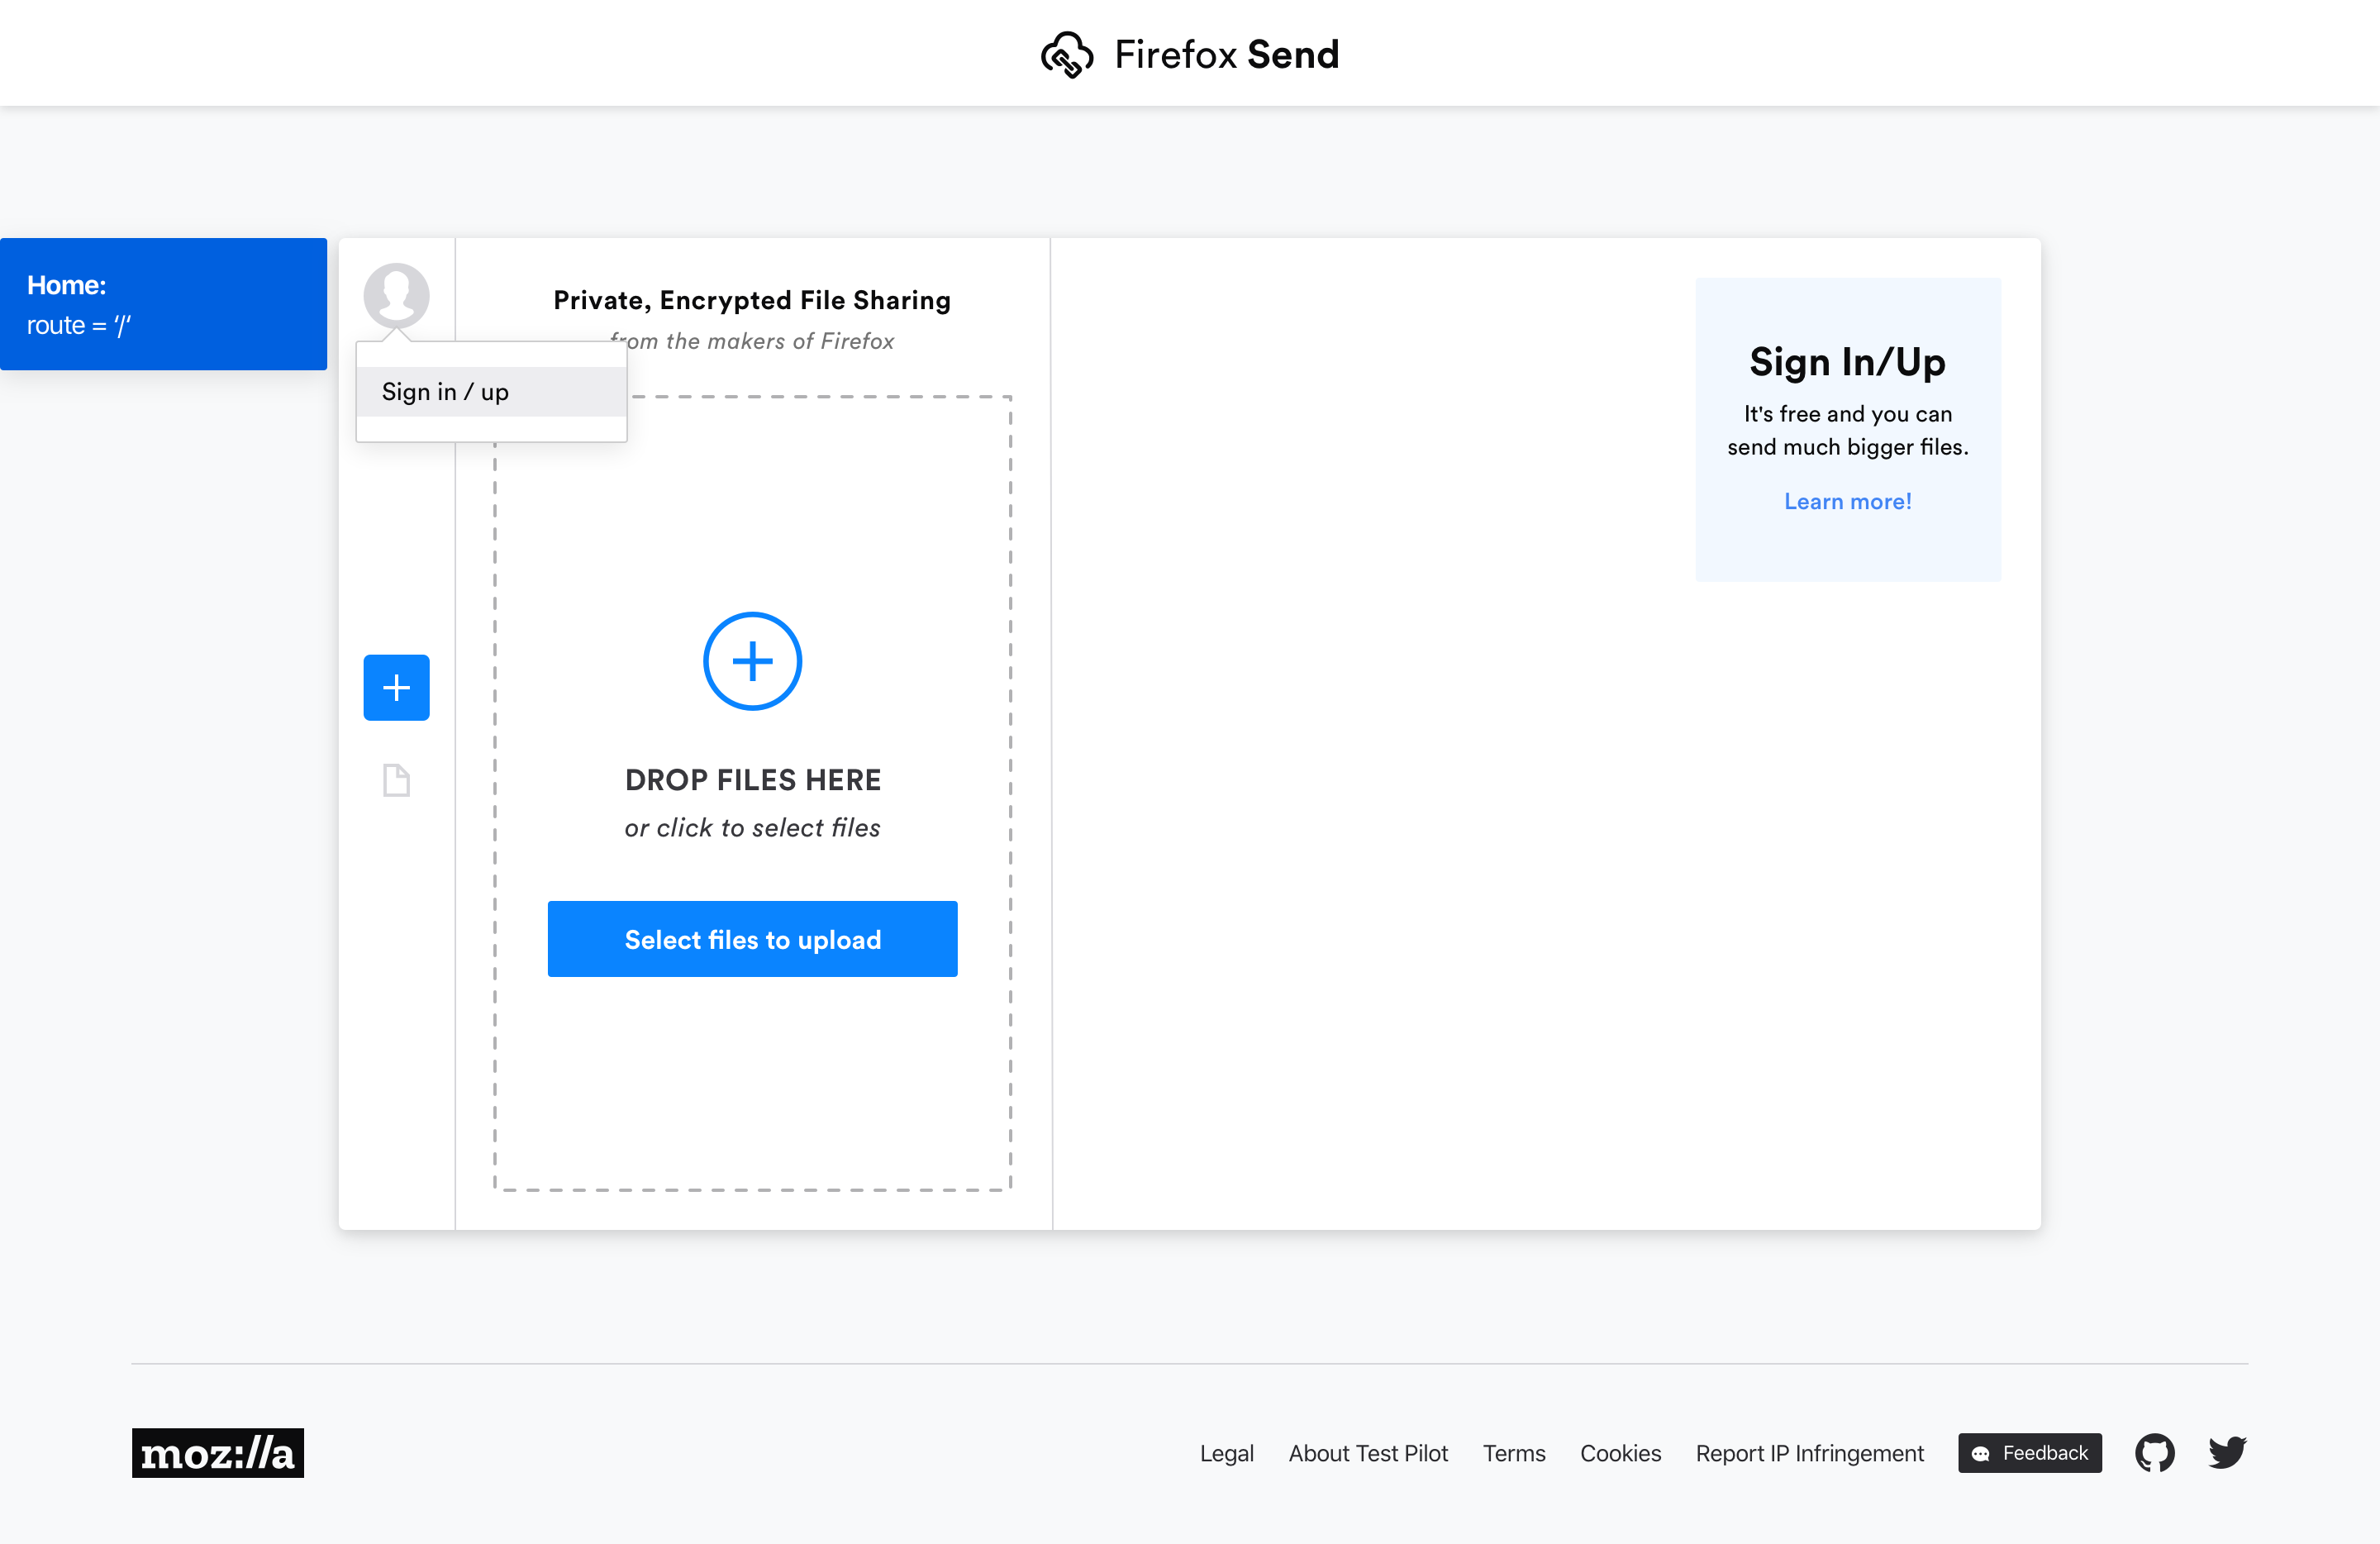 Firefox Send
Home:
route = ‘/‘
Sign in / up
Private, Encrypted File Sharing
from the makers of Firefox
DROP FILES HERE
or click to select files
Select files to upload
Sign In/Up
It's free and you can
send much bigger files.
Learn more!
moz://a
Legal About Test Pilot Terms Cookies Report IP Infringement Feedback